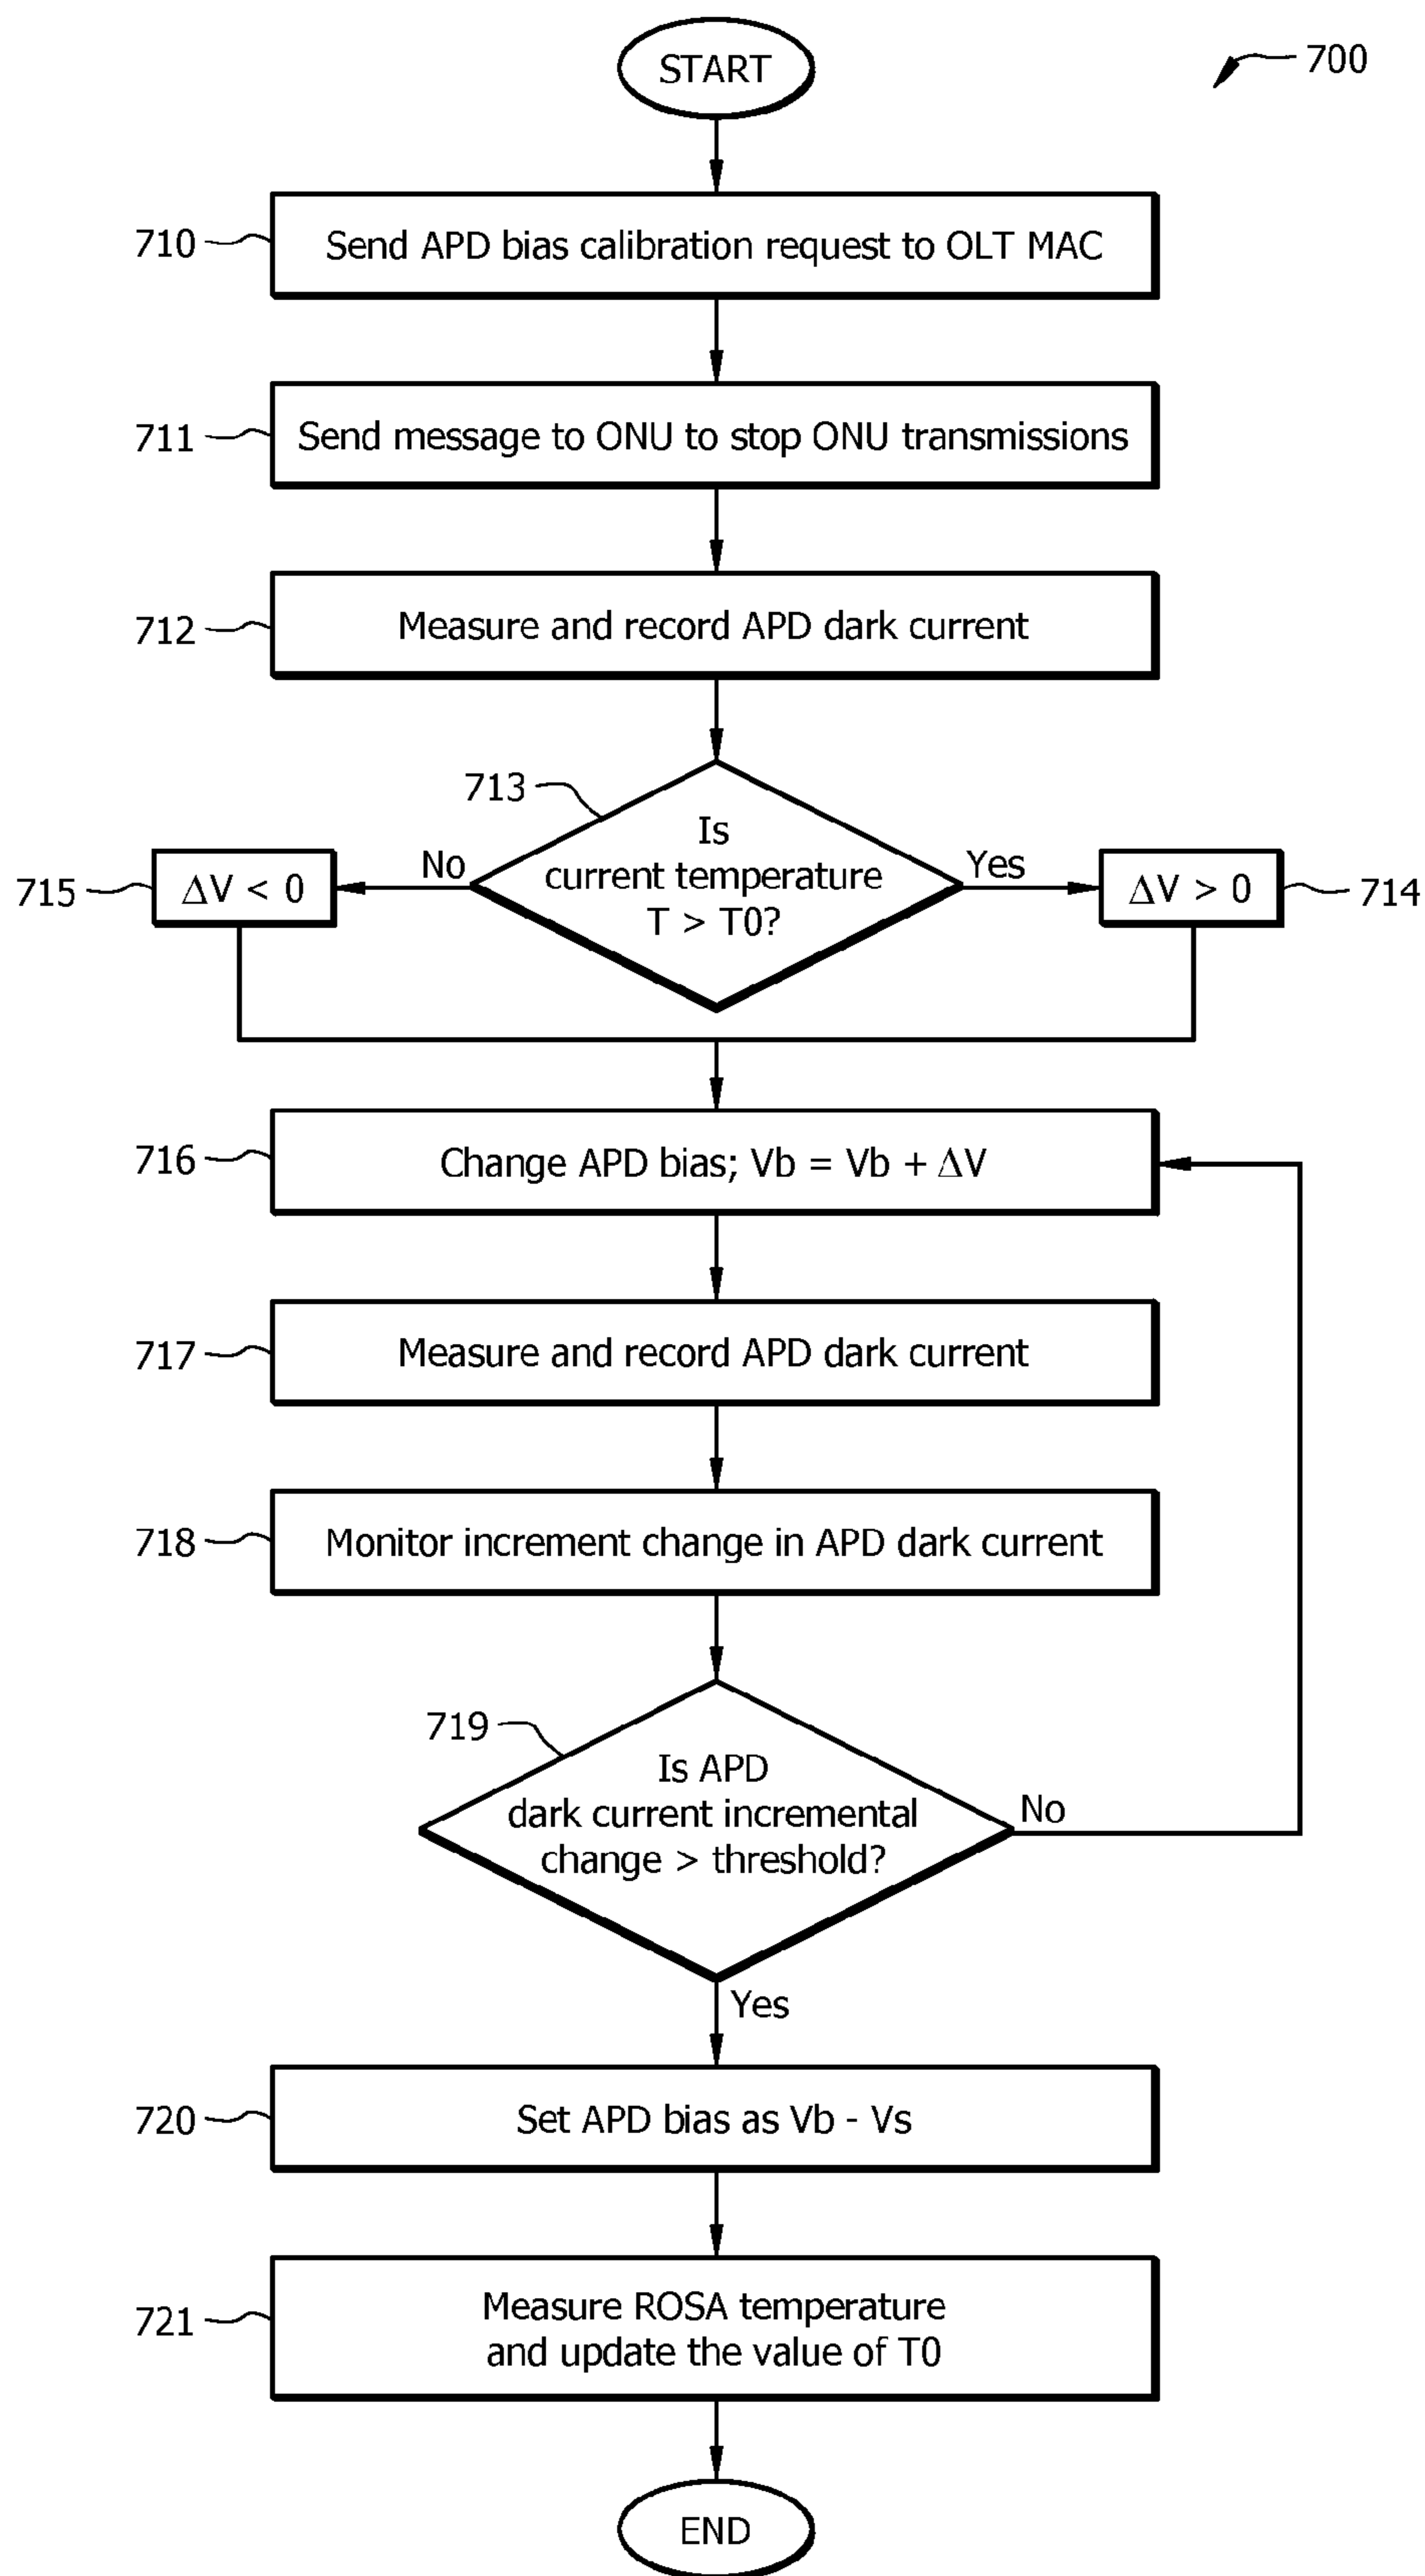 START
700
710
Send APD bias calibration request to OLT MAC
711
Send message to ONU to stop ONU transmissions
712
Measure and record APD dark current
713
Is
current temperature
T > T0?
No
Yes
715
ΔV < 0
ΔV > 0
714
716
Change APD bias; Vb = Vb + ΔV
717
Measure and record APD dark current
718
Monitor increment change in APD dark current
719
Is APD
dark current incremental
change > threshold?
No
Yes
720
Set APD bias as Vb - Vs
721
Measure ROSA temperature
and update the value of T0
END